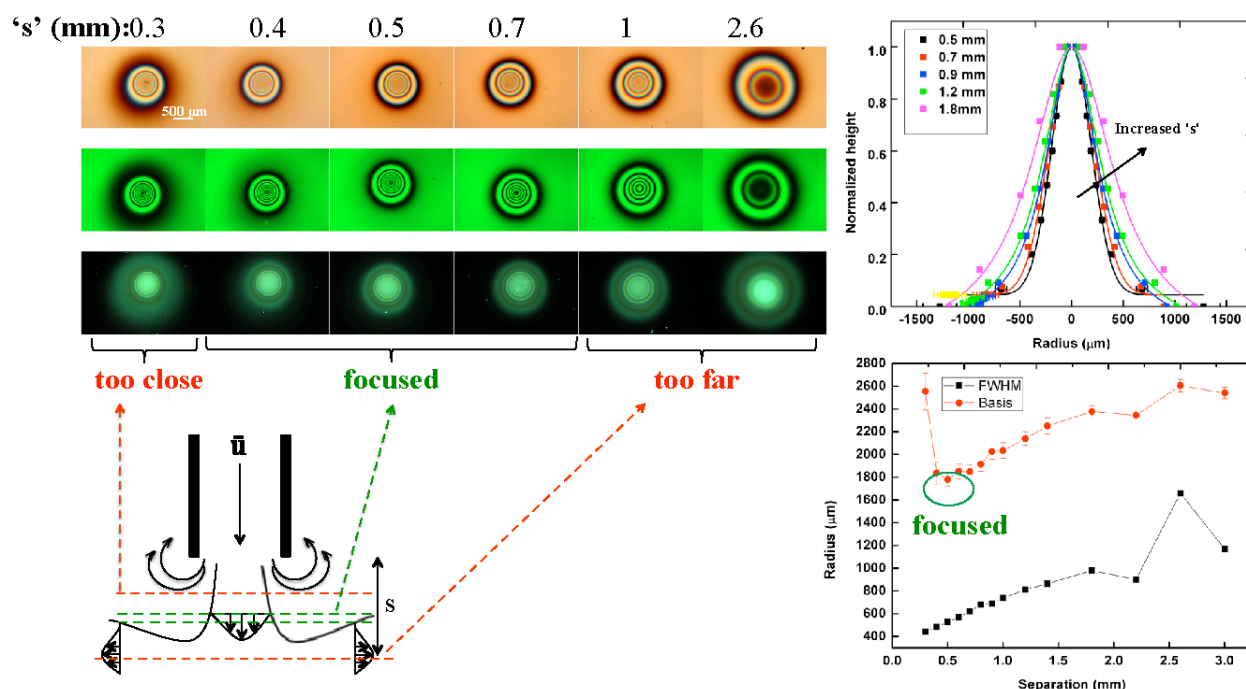 ‘s’ (mm): 0.3 0.4 0.5 0.7 1 2.6
500 μm
too close
focused
too far
ū
s
Normalized height
1.0
0.8
0.6
0.4
0.2
0.0
0.5 mm
0.7 mm
0.9 mm
1.2 mm
1.8mm
Increased 's'
-1500 -1000 -500 0 500 1000 1500
Radius (μm)
Radius(μm)
2800
2600
2400
2200
2000
1800
1600
1400
1200
1000
800
600
400
FWHM
Basis
focused
0.0 0.5 1.0 1.5 2.0 2.5 3.0
Separation (mm)